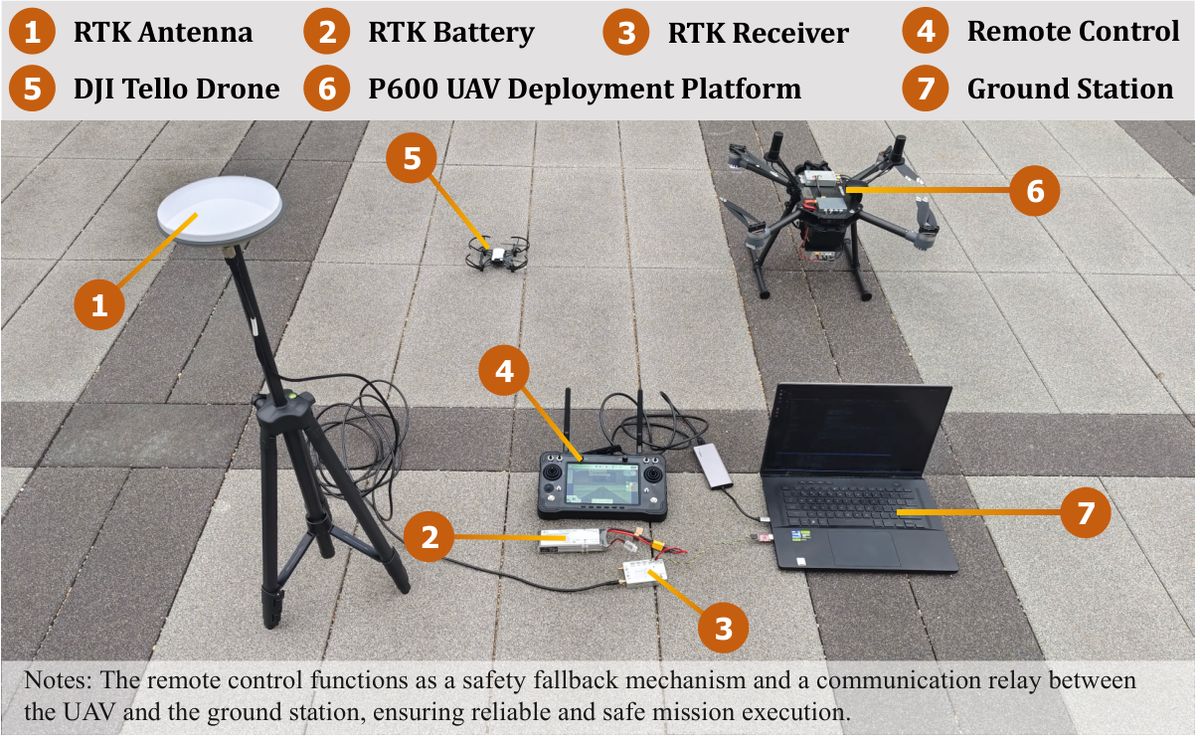 1 RTK Antenna 2 RTK Battery 3 RTK Receiver 4 Remote Control
5 DJI Tello Drone 6 P600 UAV Deployment Platform 7 Ground Station
5
6
1
4
7
2
3
Notes: The remote control functions as a safety fallback mechanism and a communication relay between
the UAV and the ground station, ensuring reliable and safe mission execution.